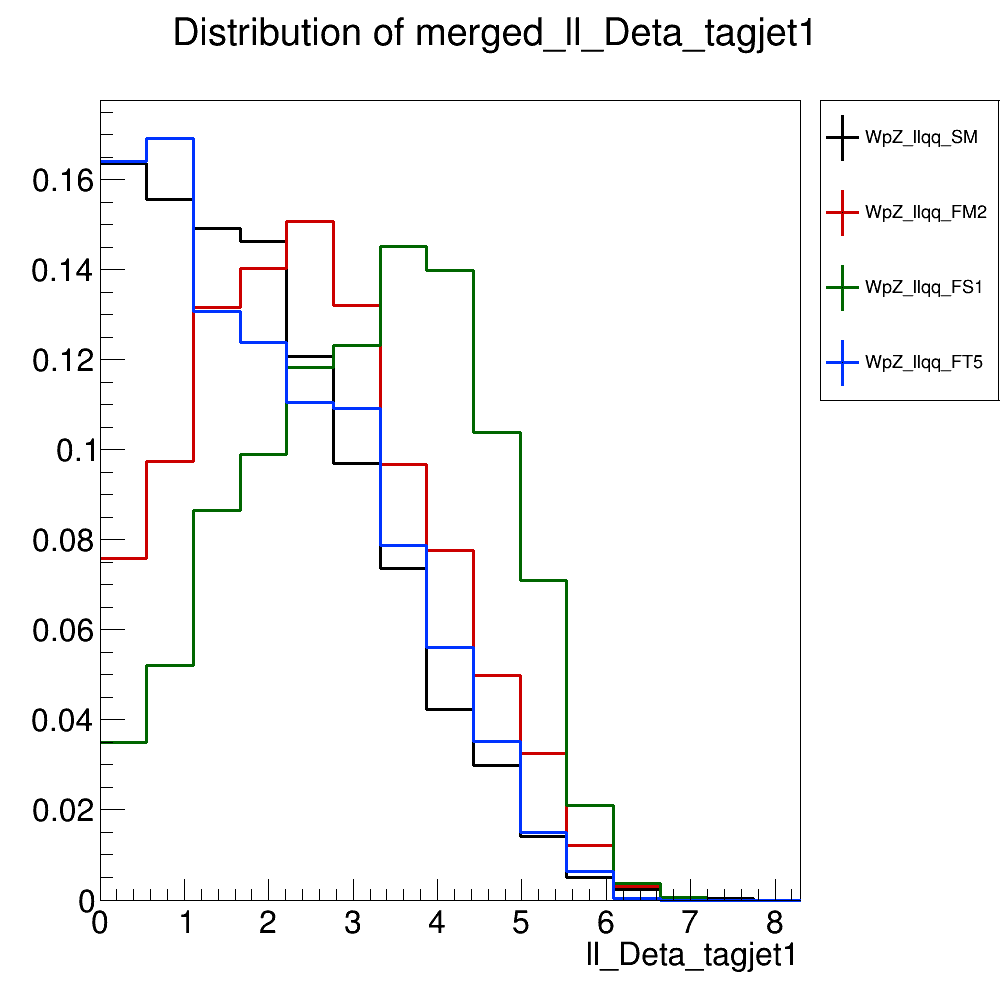 Distribution of merged_ll_Deta_tagjet1
WpZ_llqq_SM
WpZ_llqq_FM2
WpZ_llqq_FS1
WpZ_llqq_FT5
0.16
0.14
0.12
0.1
0.08
0.06
0.04
0.02
0
0 1 2 3 4 5 6 7 8
ll_Deta_tagjet1